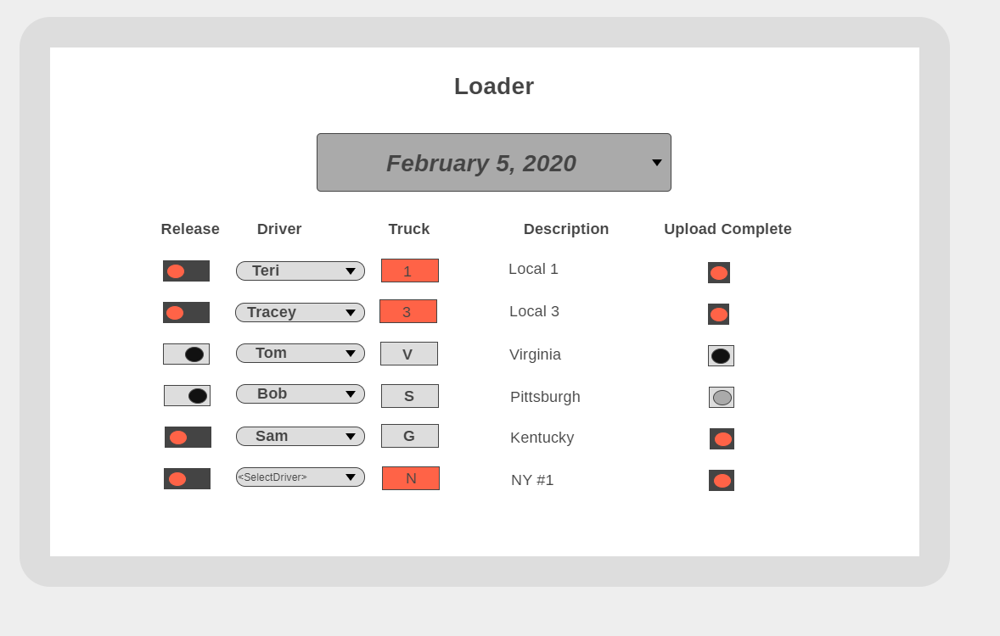 Loader
February 5, 2020
Release Driver Truck Description Upload Complete
Teri 1 Local 1
Tracey 3 Local 3
Tom V Virginia
Bob S Pittsburgh
Sam G Kentucky
<SelectDriver> N NY #1